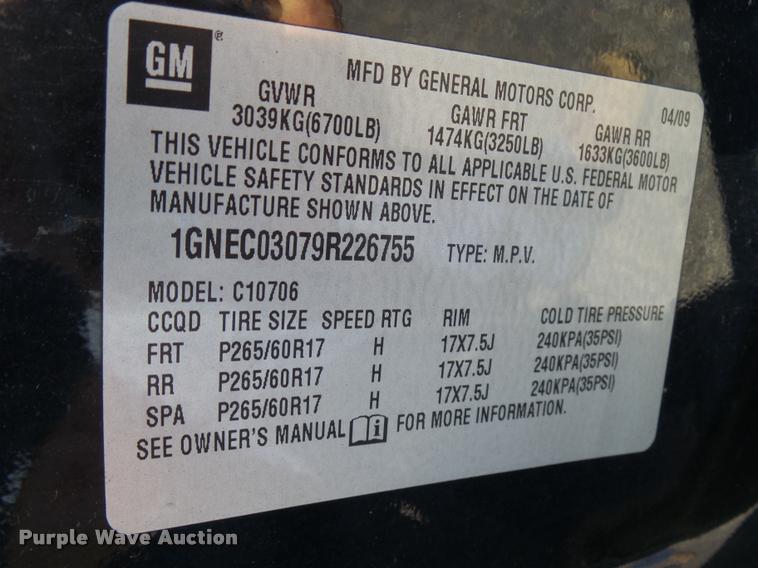 GM®
MFD BY GENERAL MOTORS CORP. 04/09
GVWR GAWR FRT GAWR RR
3039KG(6700LB) 1474KG(3250LB) 1633KG(3600LB)
THIS VEHICLE CONFORMS TO ALL APPLICABLE U.S. FEDERAL MOTOR
VEHICLE SAFETY STANDARDS IN EFFECT ON THE DATE OF
MANUFACTURE SHOWN ABOVE.
1GNEC03079R226755 TYPE: M.P.V.
MODEL: C10706
CCQD TIRE SIZE SPEED RTG RIM COLD TIRE PRESSURE
FRT P265/60R17 H 17X7.5J 240KPA(35PSI)
RR P265/60R17 H 17X7.5J 240KPA(35PSI)
SPA P265/60R17 H 17X7.5J 240KPA(35PSI)
SEE OWNER'S MANUAL i FOR MORE INFORMATION.
Purple Wave Auction